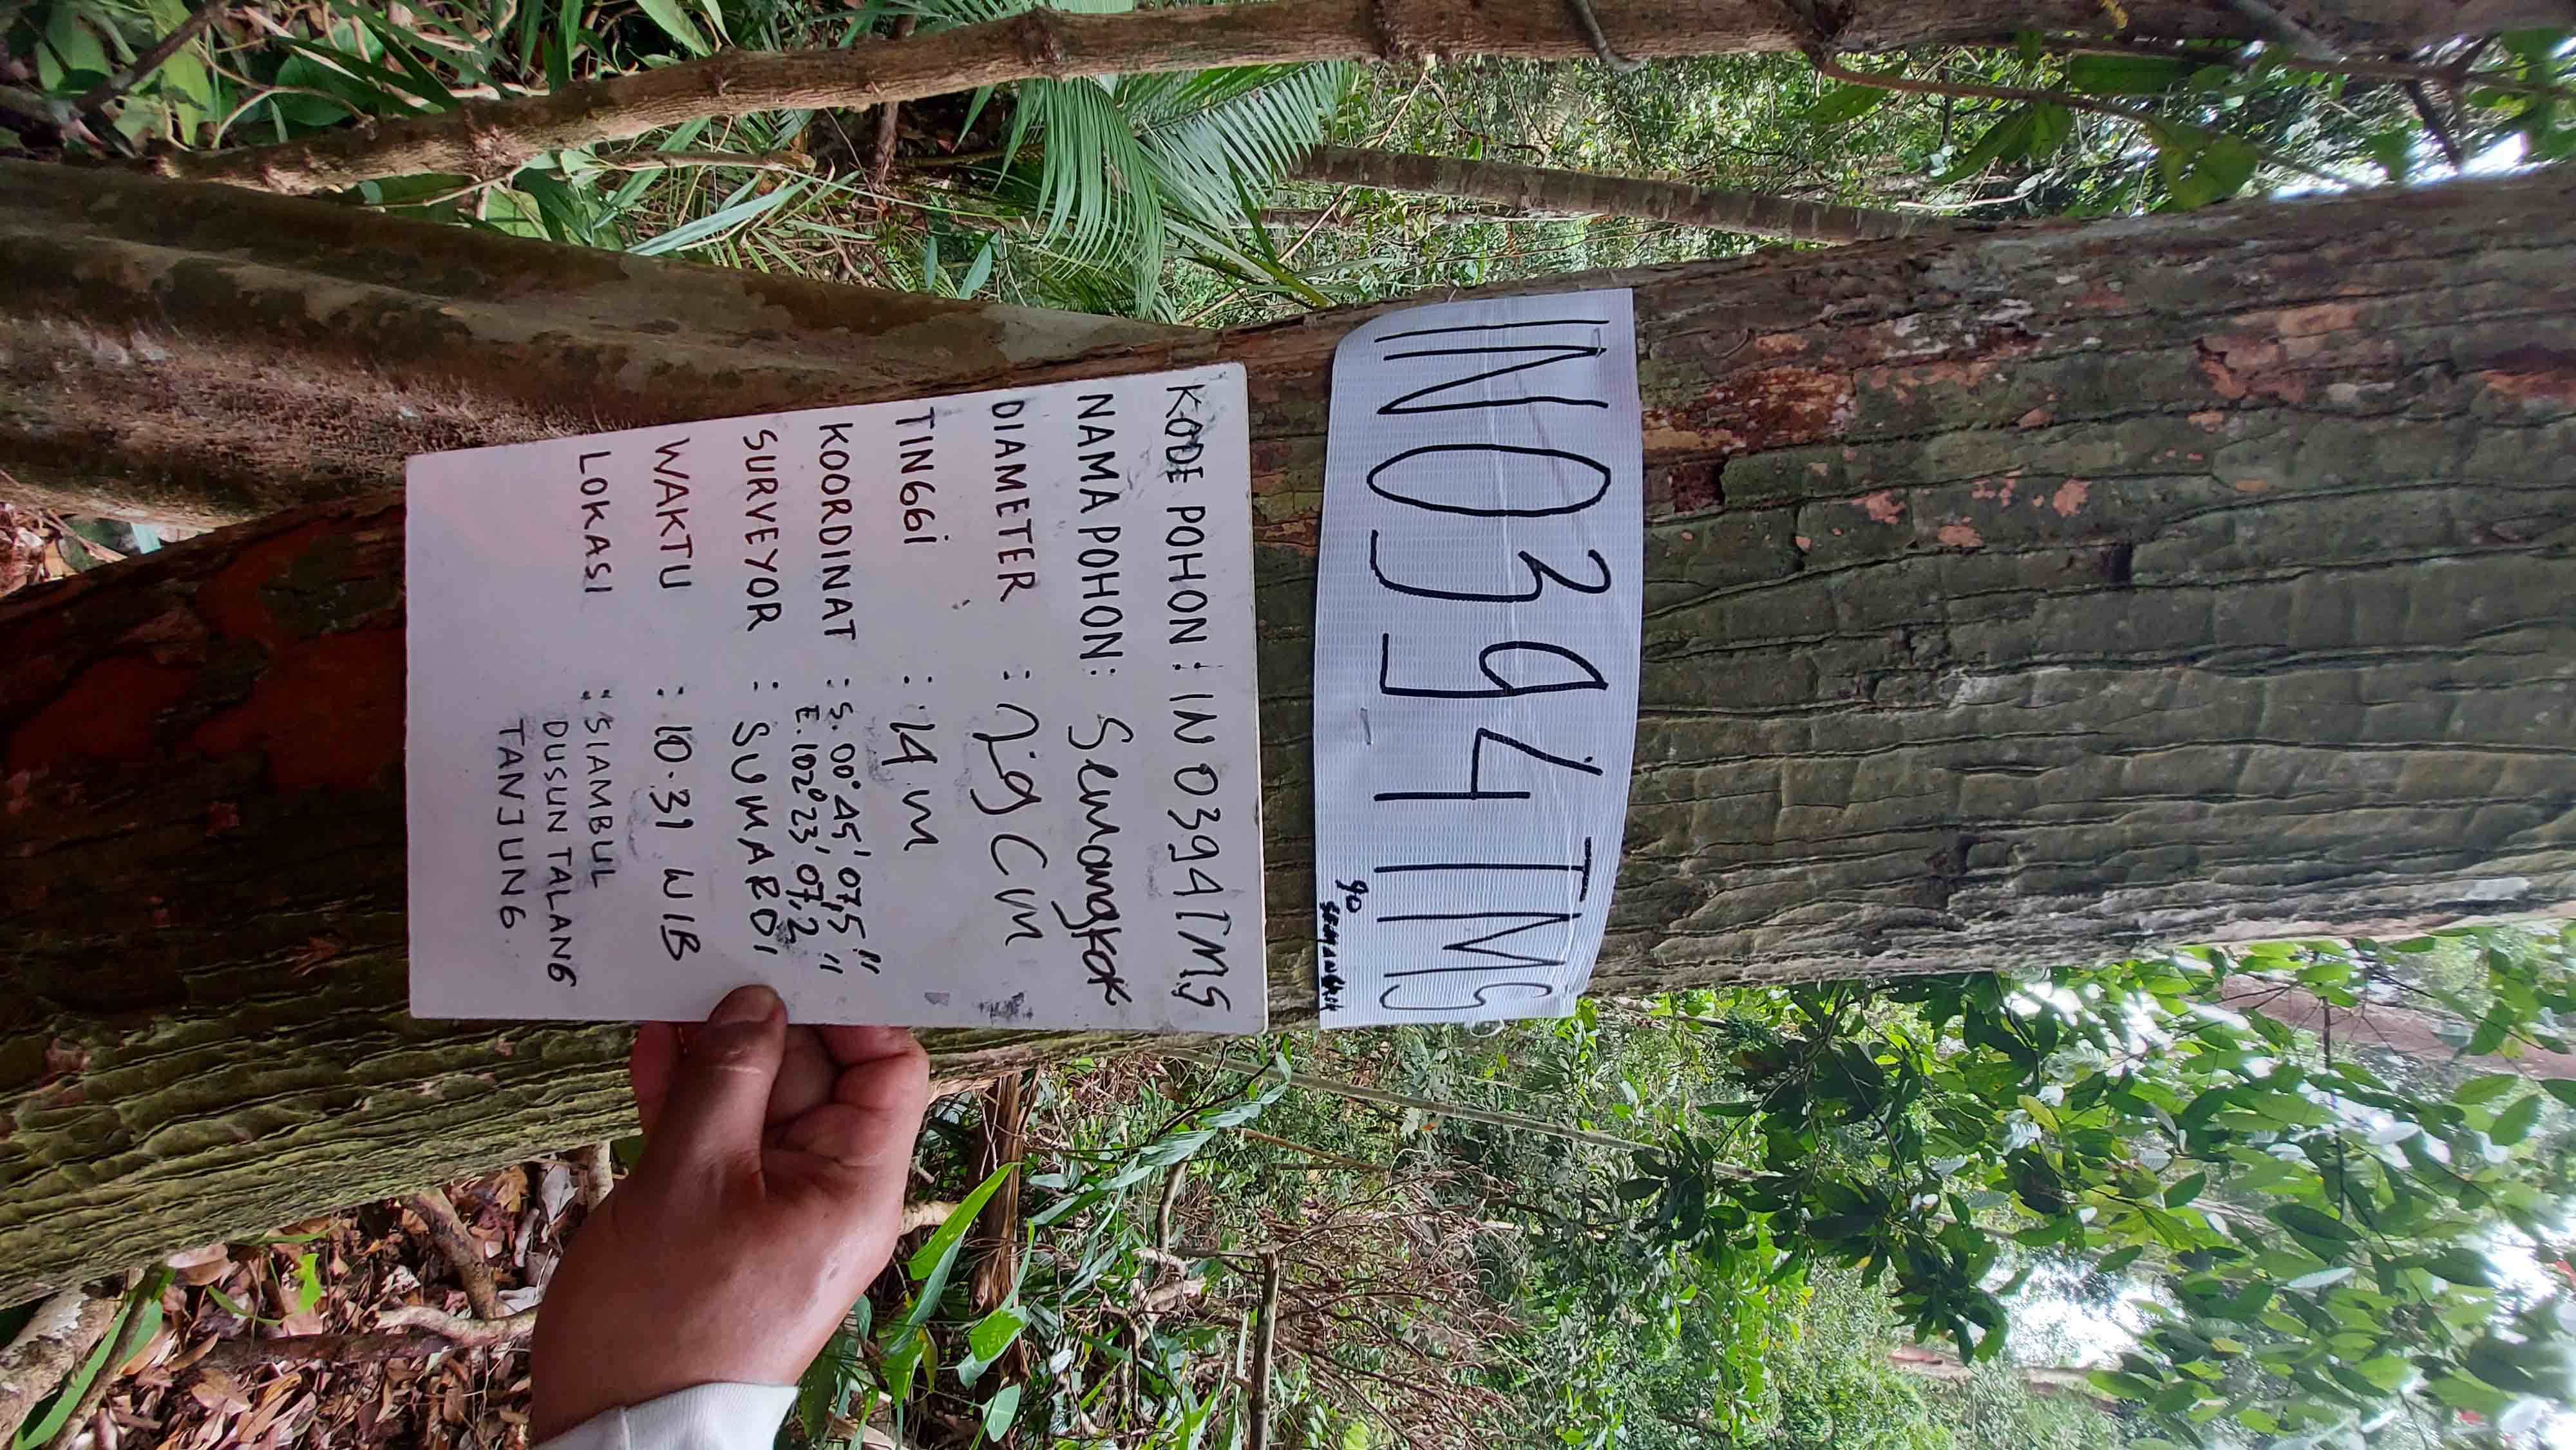 IN0394TMS
90
SEMANGKOK
KODE POHON : IN 0394TMS
NAMA POHON : Semangkok
DIAMETER : 29 Cm
TINGGi : 14 m
KOORDINAT : S. 00° 45' 07,5"
E. 102° 23' 07,2"
SURVEYOR : SUMARDI
WAKTU : 10.31 WIB
LOKASI : SIAMBUL
DUSUN TALANG
TANJUNG